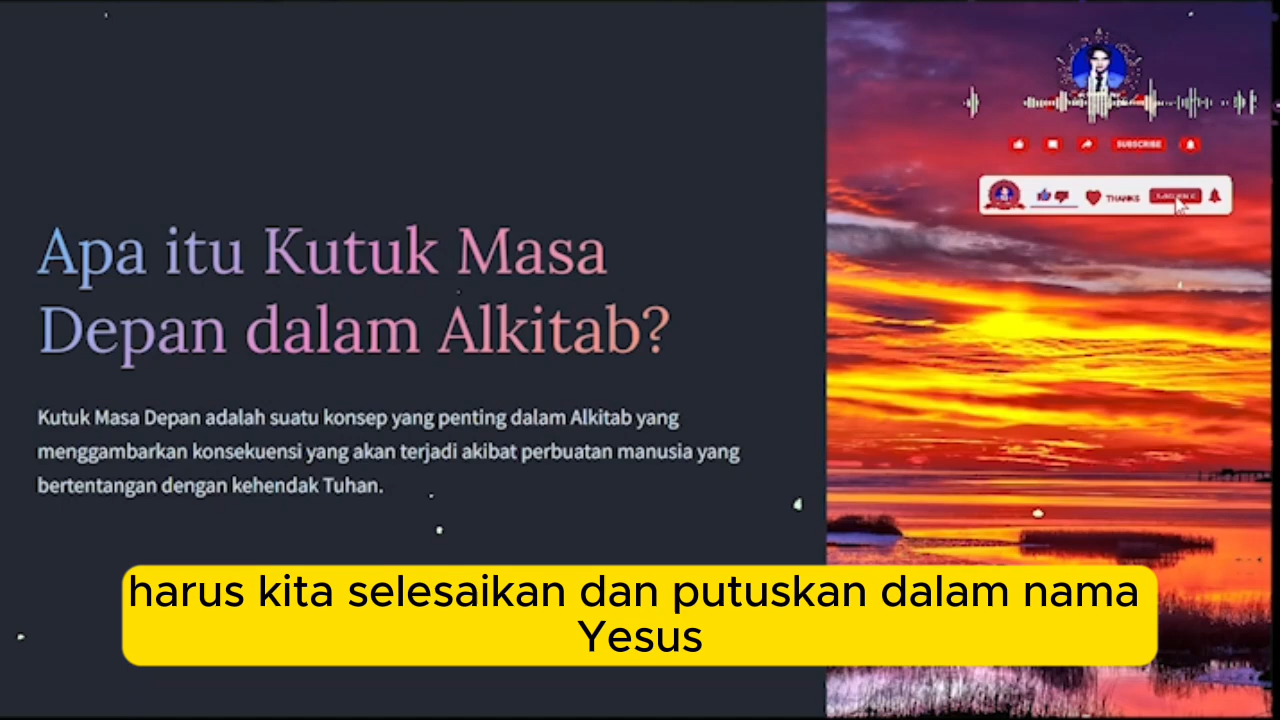 Apa itu Kutuk Masa
Depan dalam Alkitab?
Kutuk Masa Depan adalah suatu konsep yang penting dalam Alkitab yang
menggambarkan konsekuensi yang akan terjadi akibat perbuatan manusia yang
bertentangan dengan kehendak Tuhan.
SUBSCRIBE
THANKS
harus kita selesaikan dan putuskan dalam nama
Yesus